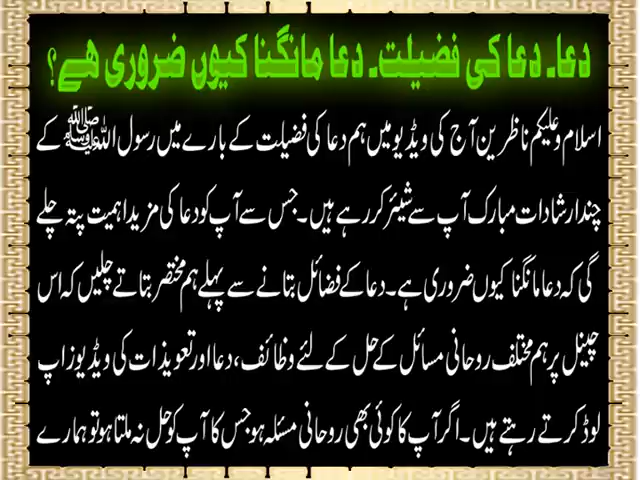 دعا۔ دعا کی فضیلت۔ دعا مانگنا کیوں ضروری ھے؟
اسلام و علیکم ناظرین آج کی ویڈیو میں ہم دعا کی فضیلت کے بارے میں رسول اللہ ﷺ کے
چند ارشادات مبارک آپ سے شیئر کر رہے ہیں۔ جس سے آپ کو دعا کی مزید اہمیت پتہ چلے
گی کہ دعا مانگنا کیوں ضروری ہے۔ دعا کے فضائل بتانے سے پہلے ہم مختصر بتاتے چلیں کہ اس
چینل پر ہم مختلف روحانی مسائل کے حل کے لئے وظائف، دعا اور تعویذات کی ویڈیوز اپ
لوڈ کرتے رہتے ہیں۔ اگر آپ کا کوئی بھی روحانی مسئلہ ہو جس کا آپ کو حل نہ ملتا ہو تو ہمارے